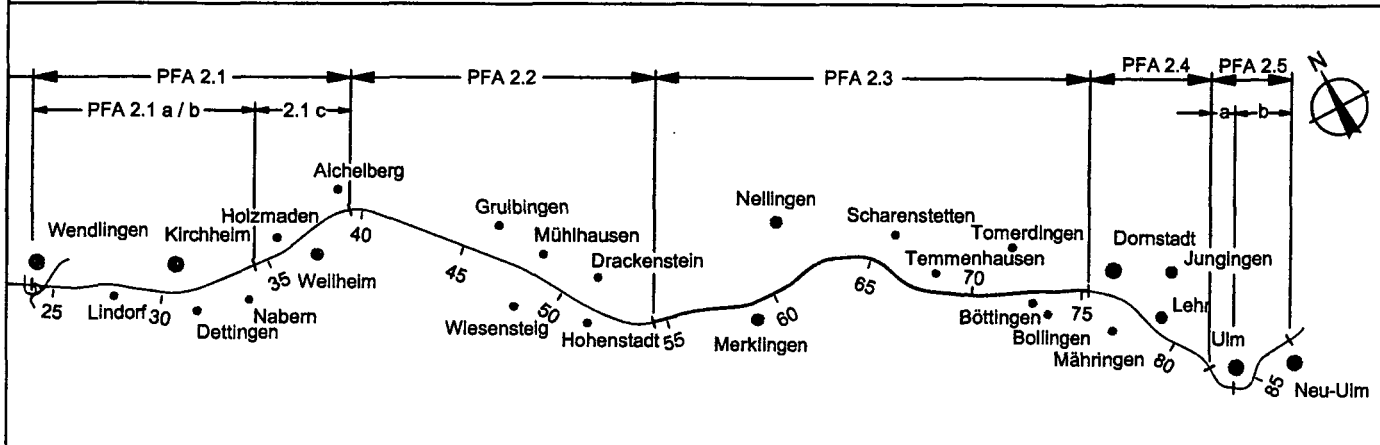 N
PFA 2.1
PFA 2.2
PFA 2.3
PFA 2.4
PFA 2.5
PFA 2.1 a / b
2.1 c
a
b
Aichelberg
Holzmaden
Wendlingen
Kirchheim
40
35
Weilheim
25
Lindorf
30
Dettingen
Nabern
Gruibingen
Mühlhausen
Drackenstein
45
50
Wiesensteig
Hohenstadt
55
Nellingen
60
Merklingen
Scharenstetten
Tomerdingen
Temmenhausen
65
70
Böttingen
Bollingen
75
Mähringen
Dornstadt
Jungingen
Lehr
80
Ulm
85
Neu-Ulm